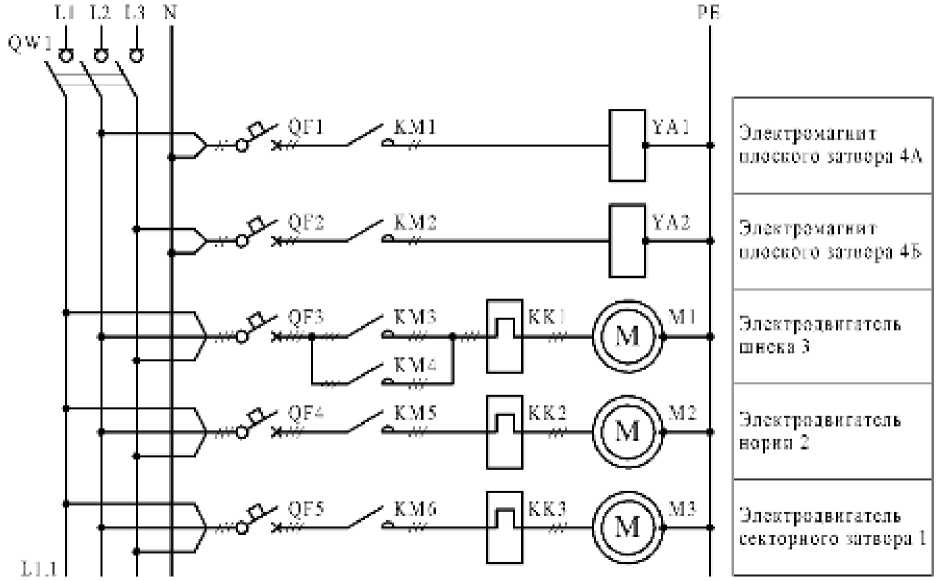 L1 L2 L3 N PE
QW1
QF1 KM1 YA1
Электромагнит
плоского затвора 4А
QF2 KM2 YA2
Электромагнит
плоского затвора 4Б
QF3 KM3 KK1 M M1
Электродвигатель
шнека 3
KM4
QF4 KM5 KK2 M M2
Электродвигатель
нории 2
QF5 KM6 KK3 M M3
Электродвигатель
секторного затвора 1
L1.1